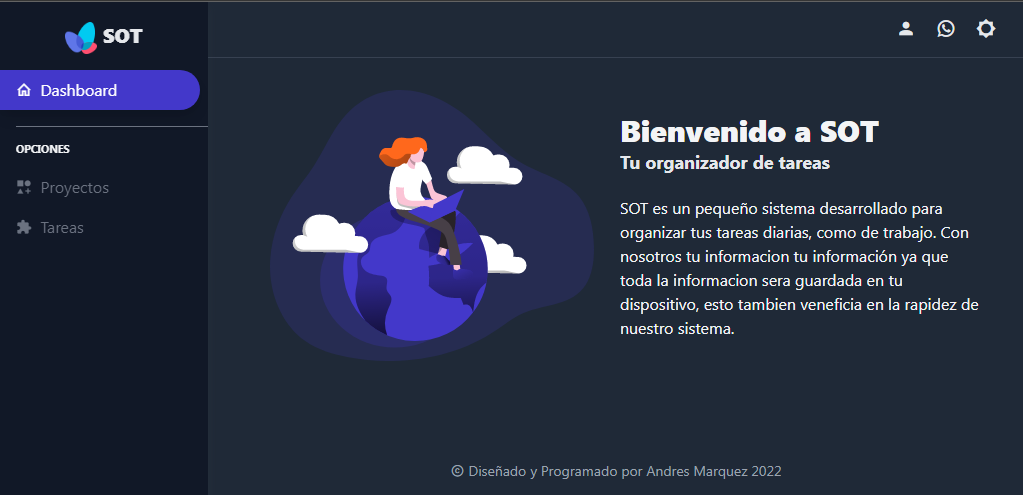 SOT
Dashboard
OPCIONES
Proyectos
Tareas
Bienvenido a SOT
Tu organizador de tareas
SOT es un pequeño sistema desarrollado para
organizar tus tareas diarias, como de trabajo. Con
nosotros tu informacion tu información ya que
toda la informacion sera guardada en tu
dispositivo, esto tambien veneficia en la rapidez de
nuestro sistema.
© Diseñado y Programado por Andres Marquez 2022